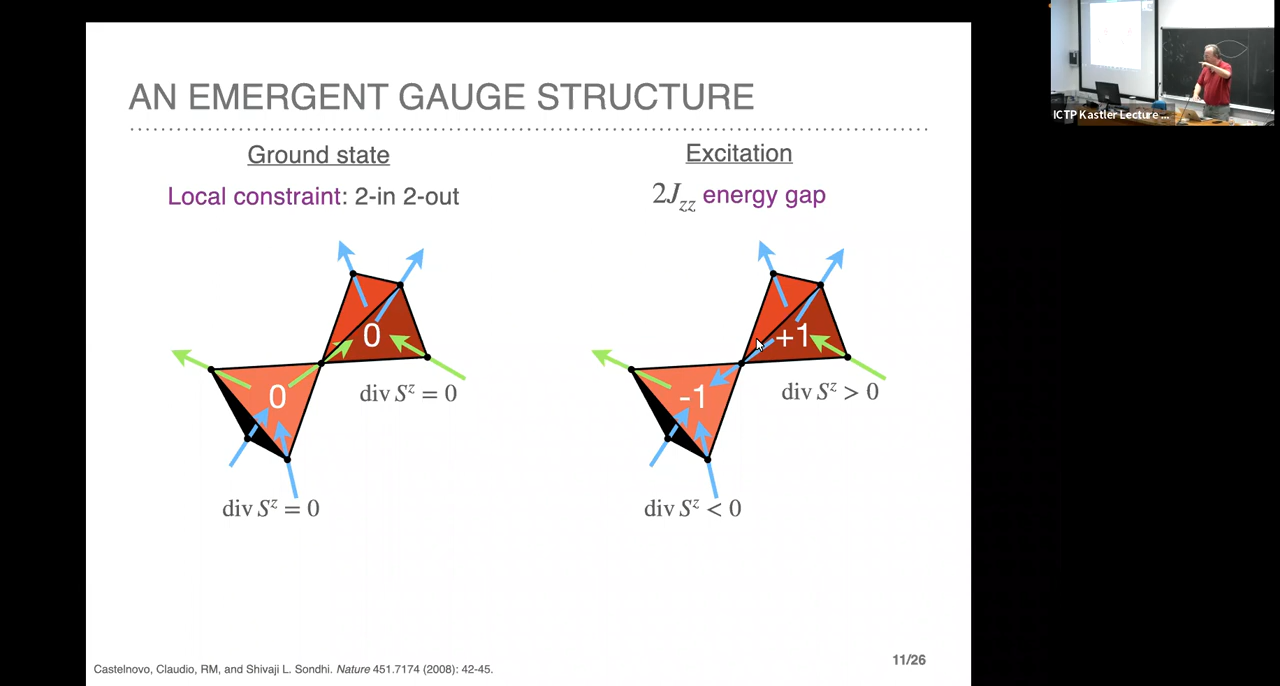 AN EMERGENT GAUGE STRUCTURE
Ground state
Local constraint: 2-in 2-out
0
0
div S^z = 0
div S^z = 0
Excitation
2J_zz energy gap
+1
-1
div S^z > 0
div S^z < 0
Castelnovo, Claudio, RM, and Shivaji L. Sondhi. Nature 451.7174 (2008): 42-45.
11/26
ICTP Kastler Lecture ...